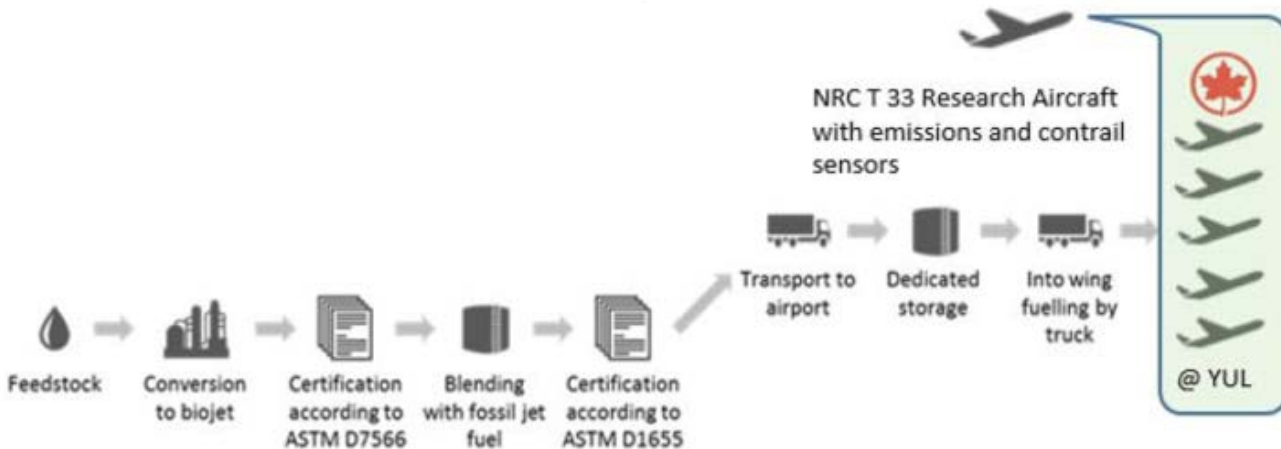 NRC T 33 Research Aircraft
with emissions and contrail
sensors
Feedstock
Conversion
to biojet
Certification
according to
ASTM D7566
Blending
with fossil jet
fuel
Certification
according to
ASTM D1655
Transport to
airport
Dedicated
storage
Into wing
fuelling by
truck
@ YUL